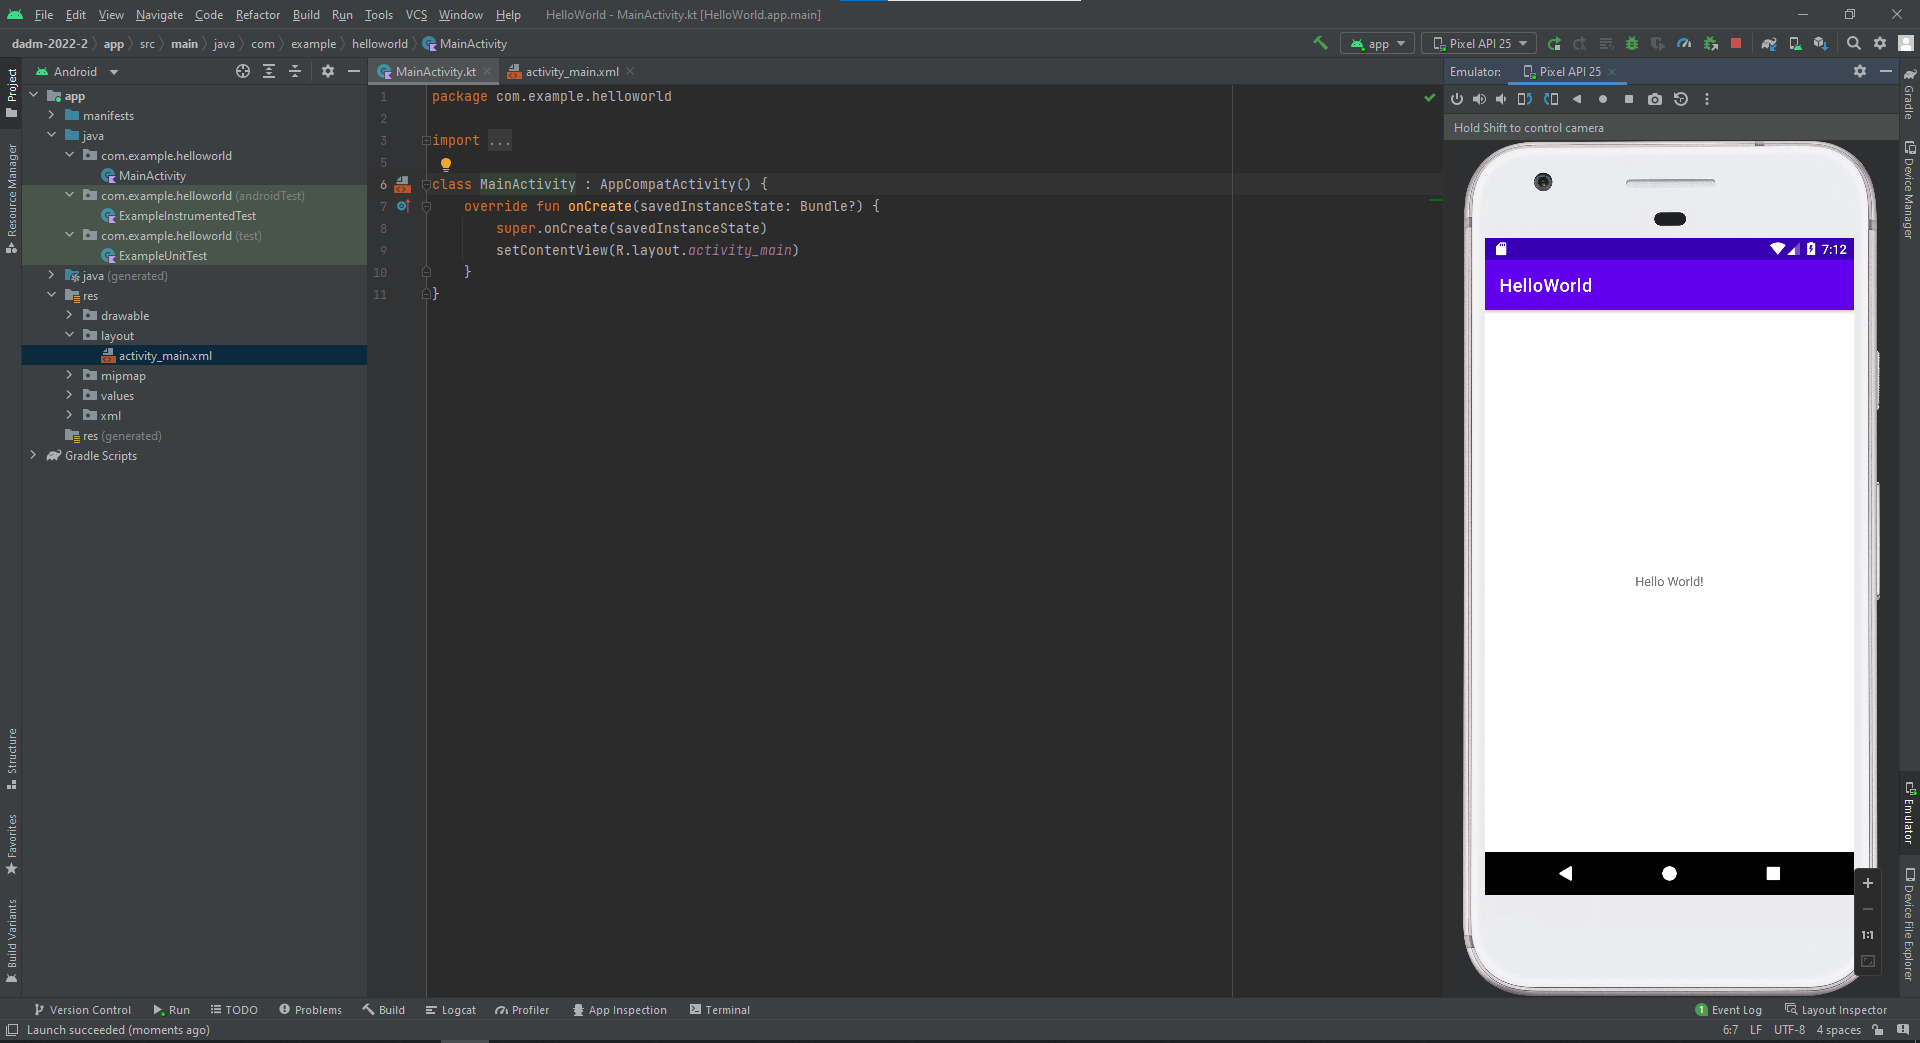 File Edit View Navigate Code Refactor Build Run Tools VCS Window Help HelloWorld - MainActivity.kt [HelloWorld.app.main]
dadm-2022-2 app src main java com example helloworld MainActivity app Pixel API 25
Project
Resource Manager
Structure
Favorites
Build Variants
Android
app
manifests
java
com.example.helloworld
MainActivity
com.example.helloworld (androidTest)
ExampleInstrumentedTest
com.example.helloworld (test)
ExampleUnitTest
java (generated)
res
drawable
layout
activity_main.xml
mipmap
values
xml
res (generated)
Gradle Scripts
MainActivity.kt activity_main.xml
1 package com.example.helloworld
2
3 import ...
5
6 class MainActivity : AppCompatActivity() {
7 override fun onCreate(savedInstanceState: Bundle?) {
8 super.onCreate(savedInstanceState)
9 setContentView(R.layout.activity_main)
10 }
11 }
Emulator: Pixel API 25
Hold Shift to control camera
7:12
HelloWorld
Hello World!
1:1
Gradle
Device Manager
Emulator
Device File Explorer
Version Control Run TODO Problems Build Logcat Profiler App Inspection Terminal 1 Event Log Layout Inspector
Launch succeeded (moments ago) 6:7 LF UTF-8 4 spaces